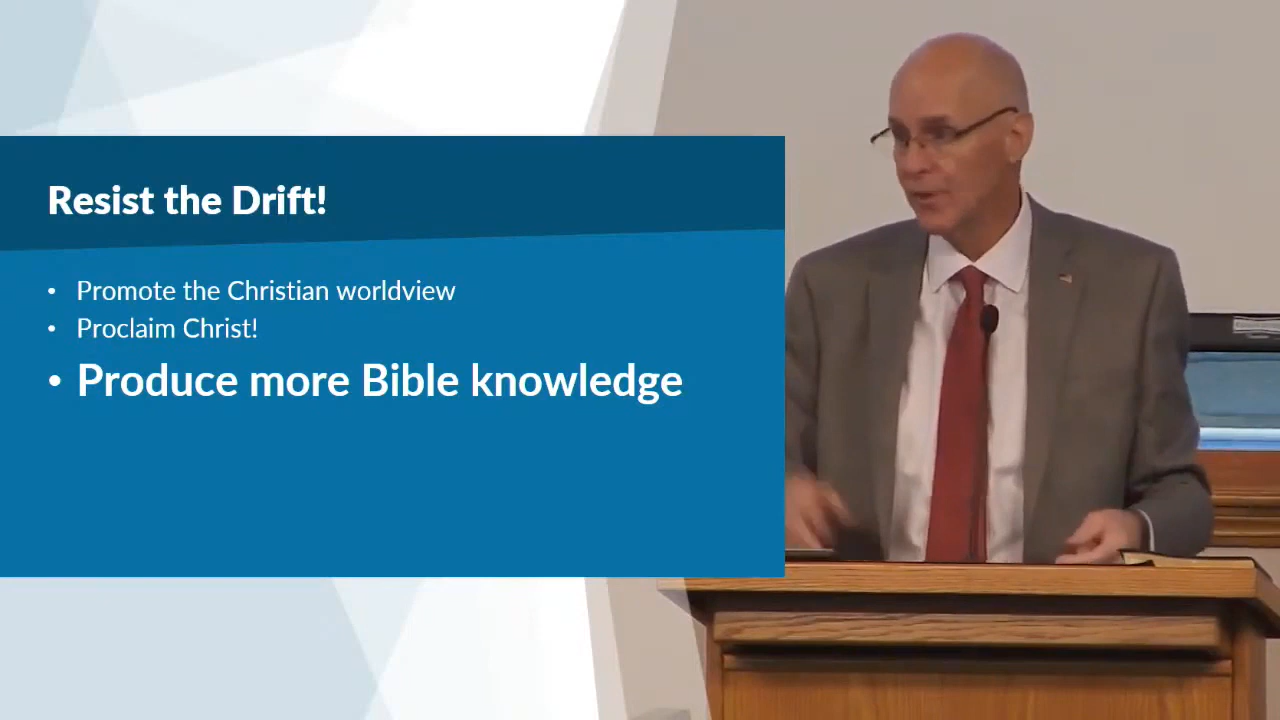 Resist the Drift!
• Promote the Christian worldview
• Proclaim Christ!
• Produce more Bible knowledge